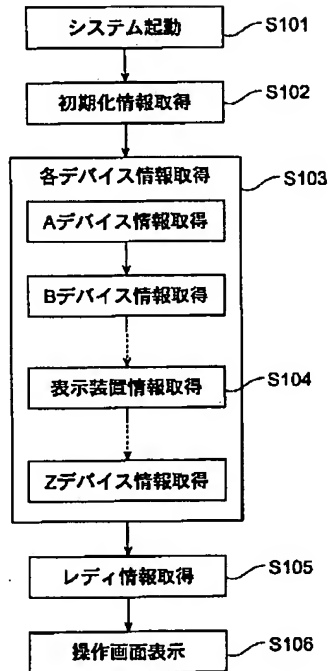 システム起動
S101
初期化情報取得
S102
各デバイス情報取得
S103
Aデバイス情報取得
Bデバイス情報取得
表示装置情報取得
S104
Zデバイス情報取得
レディ情報取得
S105
操作画面表示
S106